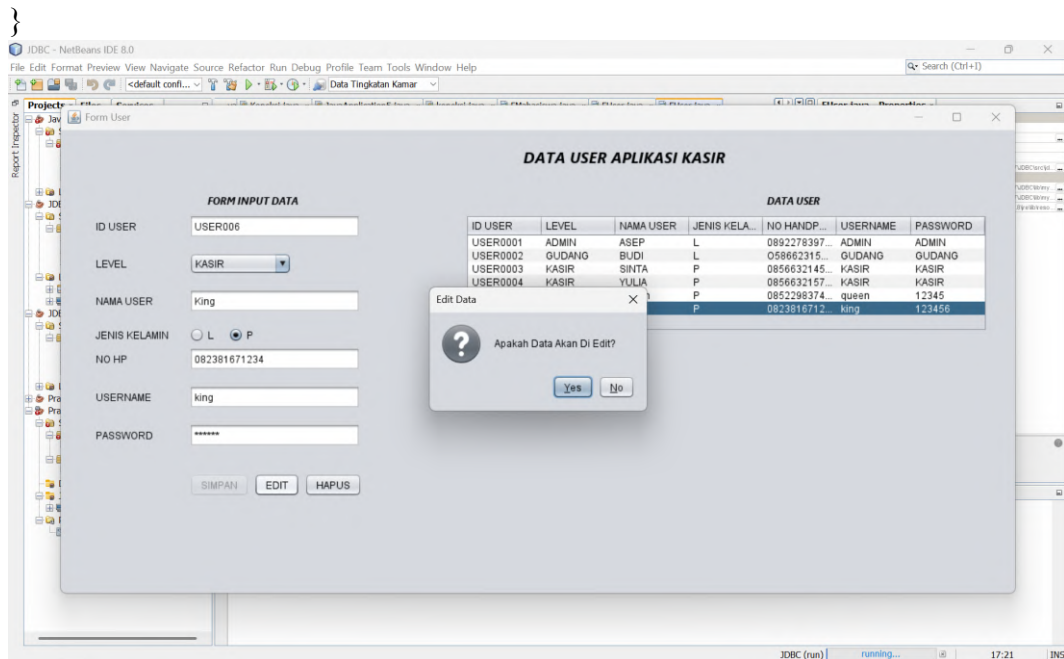 }
JDBC - NetBeans IDE 8.0
File Edit Format Preview View Navigate Source Refactor Run Debug Profile Team Tools Window Help
Search (Ctrl+I)
<default confi...
Data Tingkatan Kamar
Projects
Report Inspector
Form User
DATA USER APLIKASI KASIR
FORM INPUT DATA
DATA USER
ID USER USER006
LEVEL KASIR
NAMA USER King
JENIS KELAMIN L P
NO HP 082381671234
USERNAME king
PASSWORD ******
SIMPAN EDIT HAPUS
ID USER LEVEL NAMA USER JENIS KELA... NO HANDP... USERNAME PASSWORD
USER0001 ADMIN ASEP L 0892278397... ADMIN ADMIN
USER0002 GUDANG BUDI L O58662315... GUDANG GUDANG
USER0003 KASIR SINTA P 0856632145... KASIR KASIR
USER0004 KASIR YULIA P 0856632157... KASIR KASIR
P 0852298374... queen 12345
P 0823816712... king 123456
Edit Data
Apakah Data Akan Di Edit?
Yes No
JDBC (run) running... 17:21 INS